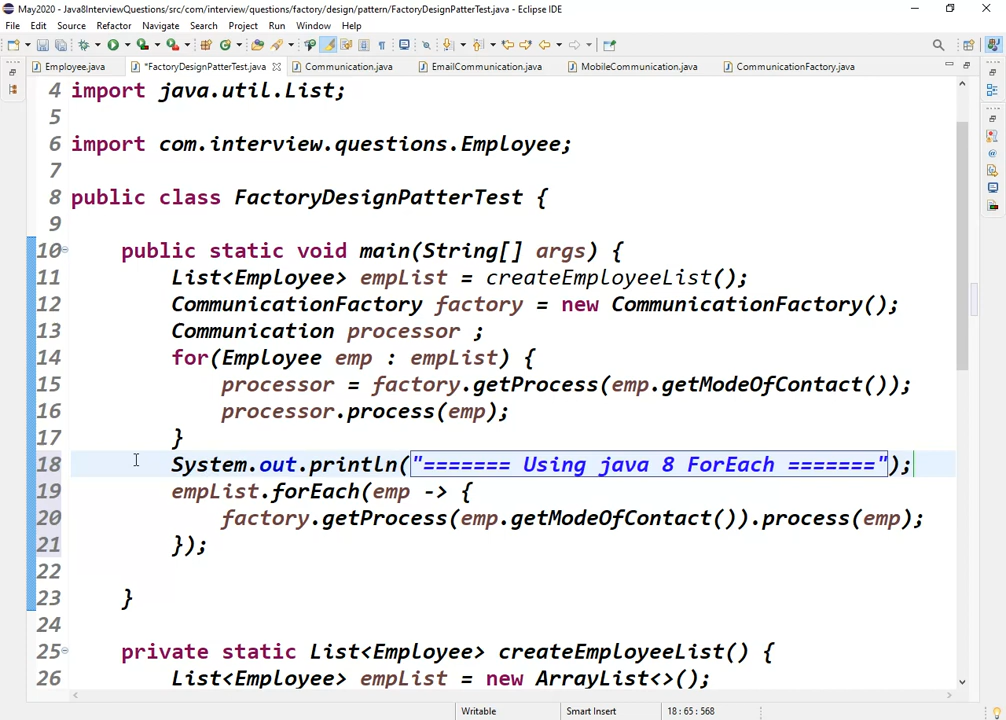 May2020 - Java8InterviewQuestions/src/com/interview/questions/factory/design/pattern/FactoryDesignPatterTest.java - Eclipse IDE
File Edit Source Refactor Navigate Search Project Run Window Help
Employee.java *FactoryDesignPatterTest.java Communication.java EmailCommunication.java MobileCommunication.java CommunicationFactory.java
4 import java.util.List;
5
6 import com.interview.questions.Employee;
7
8 public class FactoryDesignPatterTest {
9
10 public static void main(String[] args) {
11 List<Employee> empList = createEmployeeList();
12 CommunicationFactory factory = new CommunicationFactory();
13 Communication processor ;
14 for(Employee emp : empList) {
15 processor = factory.getProcess(emp.getModeOfContact());
16 processor.process(emp);
17 }
18 System.out.println("======= Using java 8 ForEach =======");
19 empList.forEach(emp -> {
20 factory.getProcess(emp.getModeOfContact()).process(emp);
21 });
22
23 }
24
25 private static List<Employee> createEmployeeList() {
26 List<Employee> empList = new ArrayList<>();
Writable Smart Insert 18 : 65 : 568